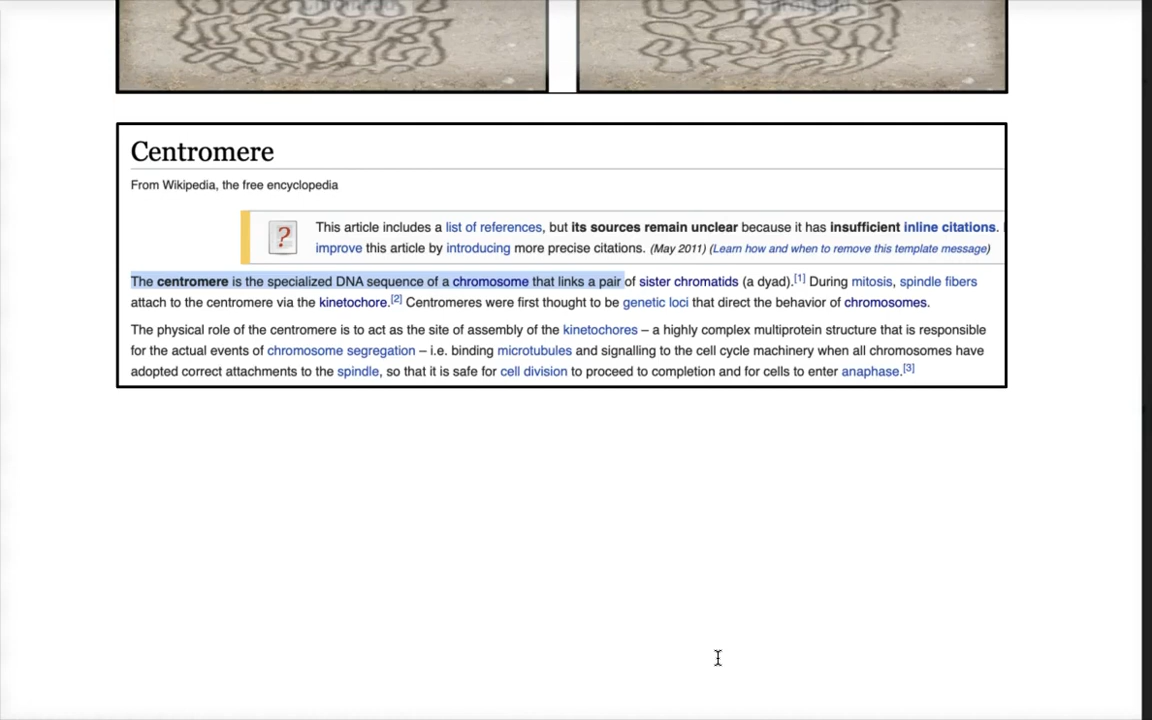 Centromere
From Wikipedia, the free encyclopedia
This article includes a list of references, but its sources remain unclear because it has insufficient inline citations.
improve this article by introducing more precise citations. (May 2011) (Learn how and when to remove this template message)
The centromere is the specialized DNA sequence of a chromosome that links a pair of sister chromatids (a dyad).[1] During mitosis, spindle fibers
attach to the centromere via the kinetochore.[2] Centromeres were first thought to be genetic loci that direct the behavior of chromosomes.
The physical role of the centromere is to act as the site of assembly of the kinetochores – a highly complex multiprotein structure that is responsible
for the actual events of chromosome segregation – i.e. binding microtubules and signalling to the cell cycle machinery when all chromosomes have
adopted correct attachments to the spindle, so that it is safe for cell division to proceed to completion and for cells to enter anaphase.[3]